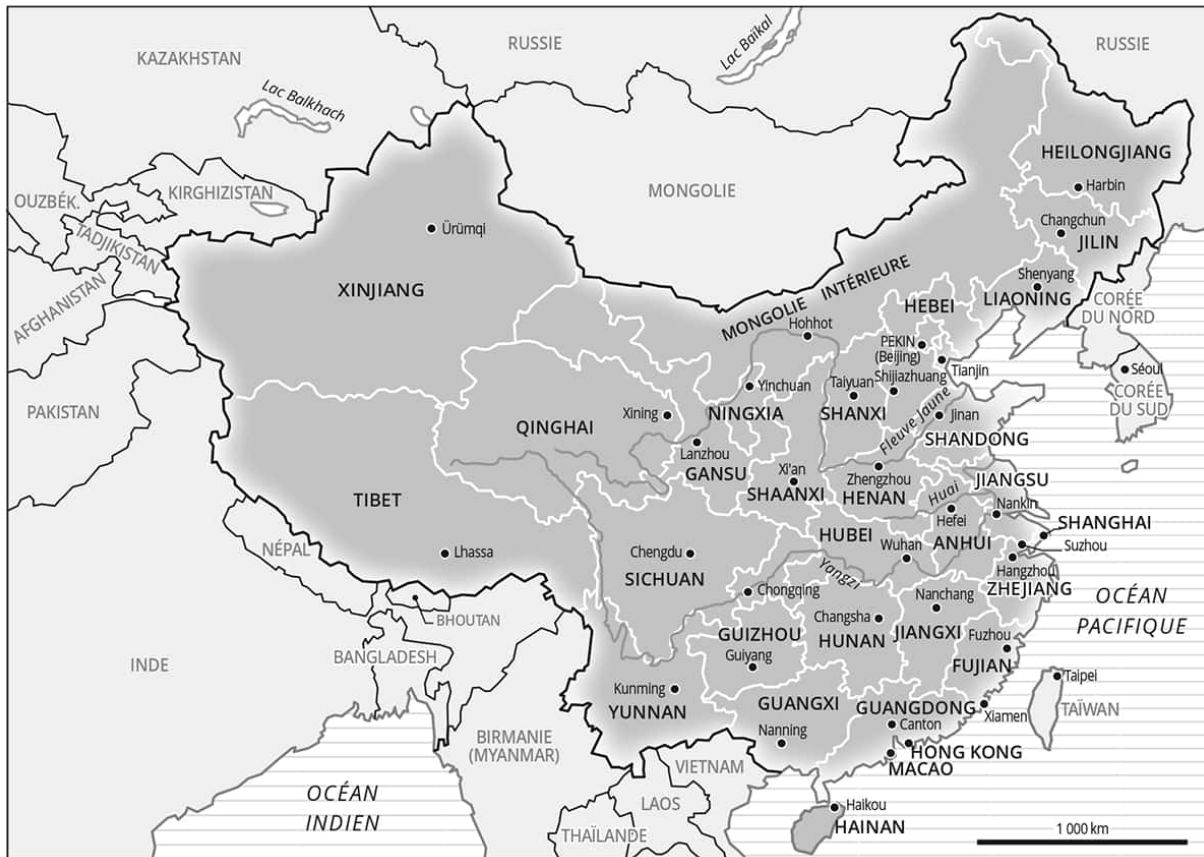 RUSSIE
RUSSIE
KAZAKHSTAN
Lac Baïkal
Lac Balkhach
HEILONGJIANG
Harbin
OUZBÉK.
KIRGHIZISTAN
MONGOLIE
TADJIKISTAN
Ürümqi
Changchun
JILIN
AFGHANISTAN
XINJIANG
MONGOLIE INTÉRIEURE
Shenyang
LIAONING
HEBEI
CORÉE
DU NORD
Hohhot
PEKIN
(Beijing)
Tianjin
Séoul
CORÉE
DU SUD
PAKISTAN
Yinchuan
Taiyuan
Shijiazhuang
NINGXIA
SHANXI
Fleuve Jaune
Jinan
SHANDONG
QINGHAI
Xining
Lanzhou
GANSU
Xi'an
SHAANXI
Zhengzhou
HENAN
JIANGSU
Huai
Nankin
TIBET
Hefei
ANHUI
SHANGHAI
Suzhou
HUBEI
Wuhan
Lhassa
Chengdu
SICHUAN
NÉPAL
Yangzi
Hangzhou
ZHEJIANG
Chongqing
Nanchang
JIANGXI
OCÉAN
PACIFIQUE
BHOUTAN
Changsha
HUNAN
GUIZHOU
Guiyang
Fuzhou
FUJIAN
INDE
BANGLADESH
Kunming
YUNNAN
GUANGXI
Nanning
GUANGDONG
Canton
Xiamen
Taipei
TAÏWAN
BIRMANIE
(MYANMAR)
HONG KONG
MACAO
VIETNAM
LAOS
OCÉAN
INDIEN
THAÏLANDE
Haikou
HAINAN
1 000 km